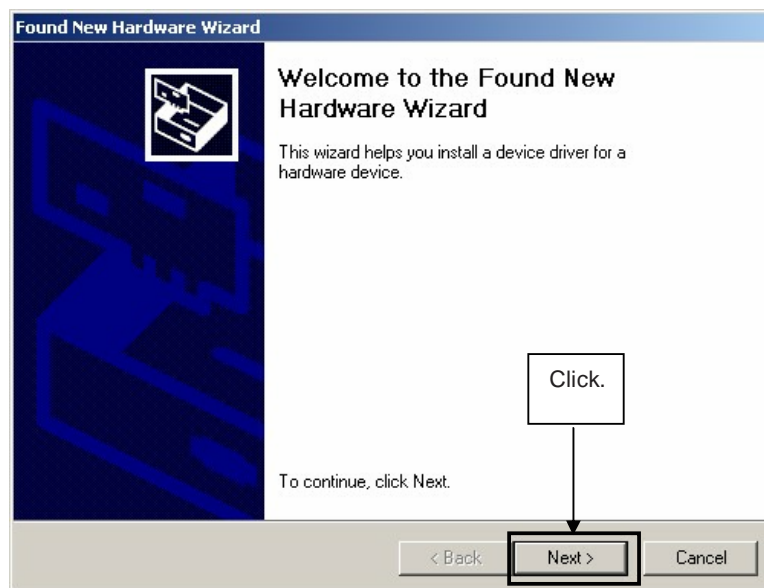 Found New Hardware Wizard
Welcome to the Found New
Hardware Wizard
This wizard helps you install a device driver for a
hardware device.
Click.
To continue, click Next.
< Back
Next >
Cancel